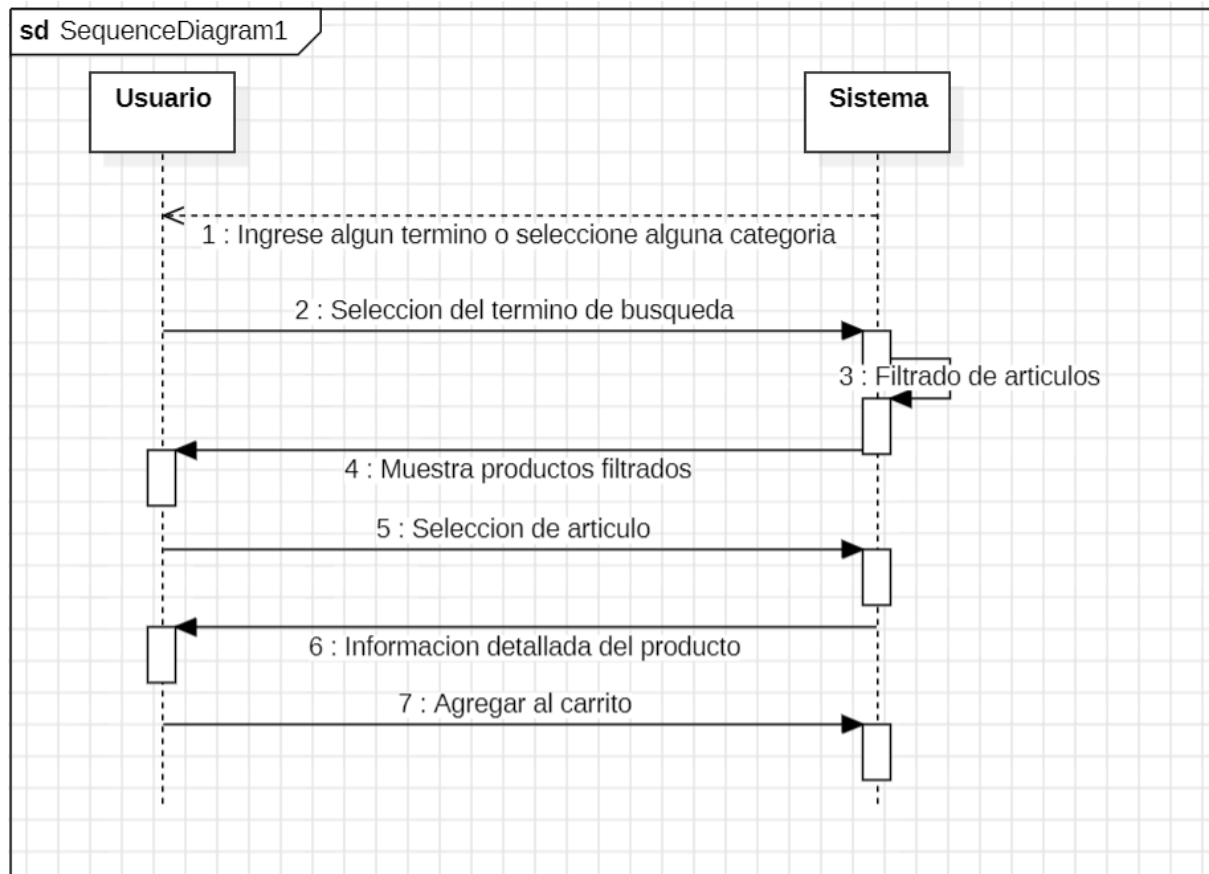 sd SequenceDiagram1
Usuario
Sistema
1 : Ingrese algun termino o seleccione alguna categoria
2 : Seleccion del termino de busqueda
3 : Filtrado de articulos
4 : Muestra productos filtrados
5 : Seleccion de articulo
6 : Informacion detallada del producto
7 : Agregar al carrito